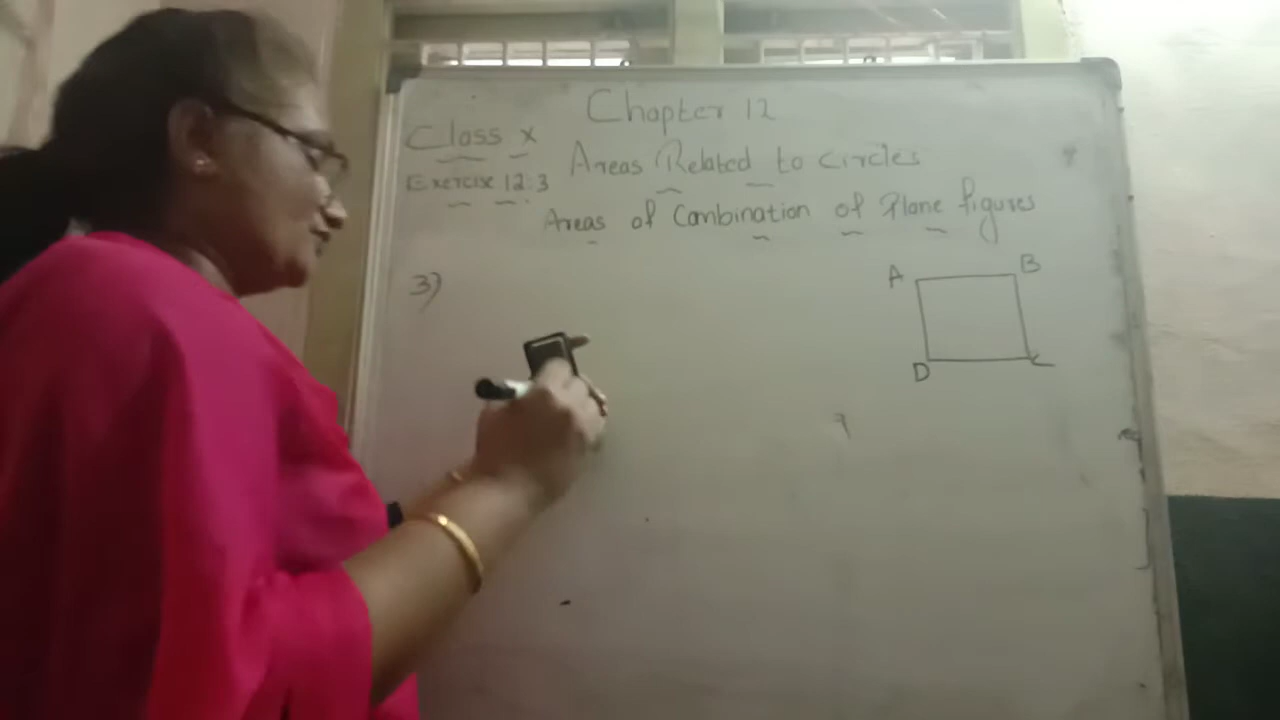 Chapter 12
Class X
Areas Related to circles
Exercise 12.3
Areas of Combination of Plane figures
3)
A B
D C